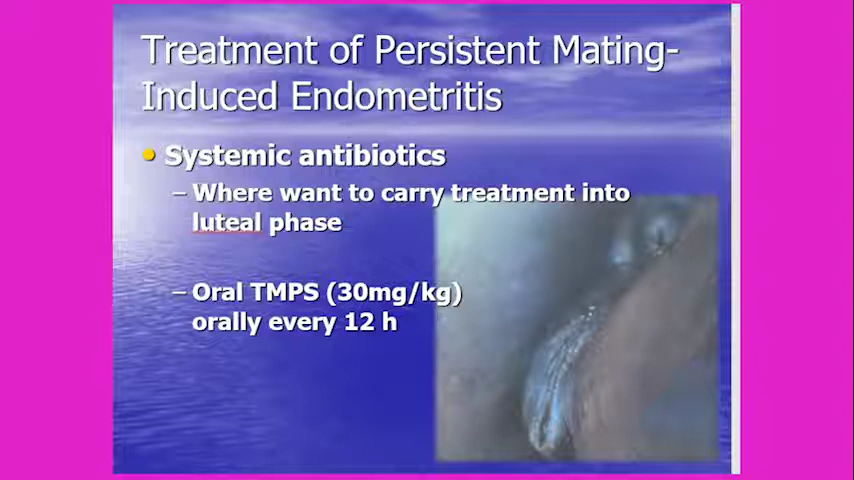 Treatment of Persistent Mating-
Induced Endometritis
• Systemic antibiotics
– Where want to carry treatment into
luteal phase
– Oral TMPS (30mg/kg)
orally every 12 h